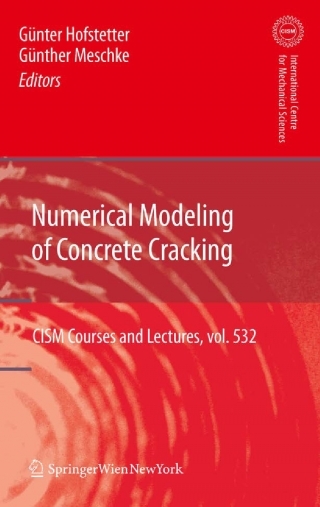 Günter Hofstetter
Günther Meschke
Editors
CISM
International Centre
for Mechanical Sciences
Numerical Modeling
of Concrete Cracking
CISM Courses and Lectures, vol. 532
SpringerWienNewYork